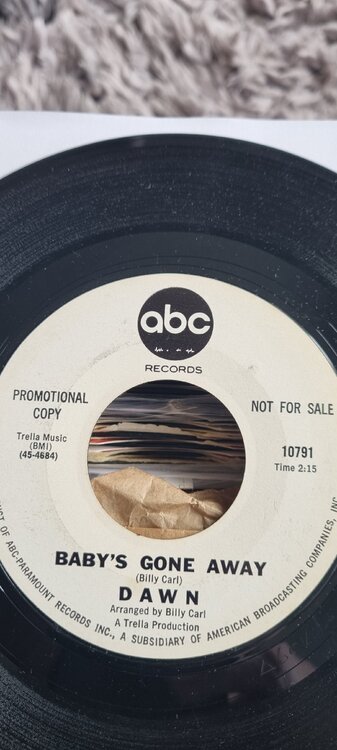 abc
RECORDS
PROMOTIONAL
COPY
NOT FOR SALE
Trella Music
(BMI)
(45-4684)
10791
Time 2:15
BABY'S GONE AWAY
(Billy Carl)
DAWN
Arranged by Billy Carl
A Trella Production
CT OF ABC-PARAMOUNT RECORDS INC., A SUBSIDIARY OF AMERICAN BROADCASTING COMPANIES, INC